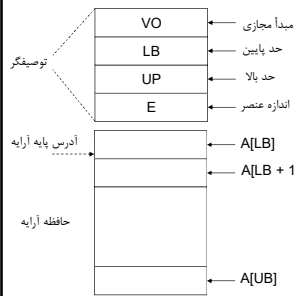 VO
مبدأ مجازی
LB
حد پایین
توصیفگر
UP
حد بالا
E
اندازه عنصر
آدرس پایه آرایه
A[LB]
A[LB + 1
حافظه آرایه
A[UB]